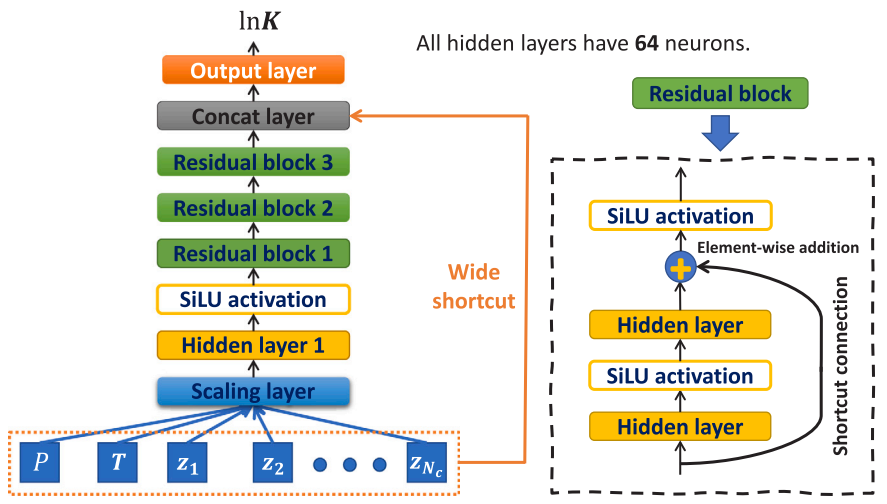 lnK
Output layer
Concat layer
Residual block 3
Residual block 2
Residual block 1
SiLU activation
Hidden layer 1
Scaling layer
P T z₁ z₂ z_{N_c}
Wide
shortcut
All hidden layers have 64 neurons.
Residual block
SiLU activation
Element-wise addition
Hidden layer
SiLU activation
Hidden layer
Shortcut connection